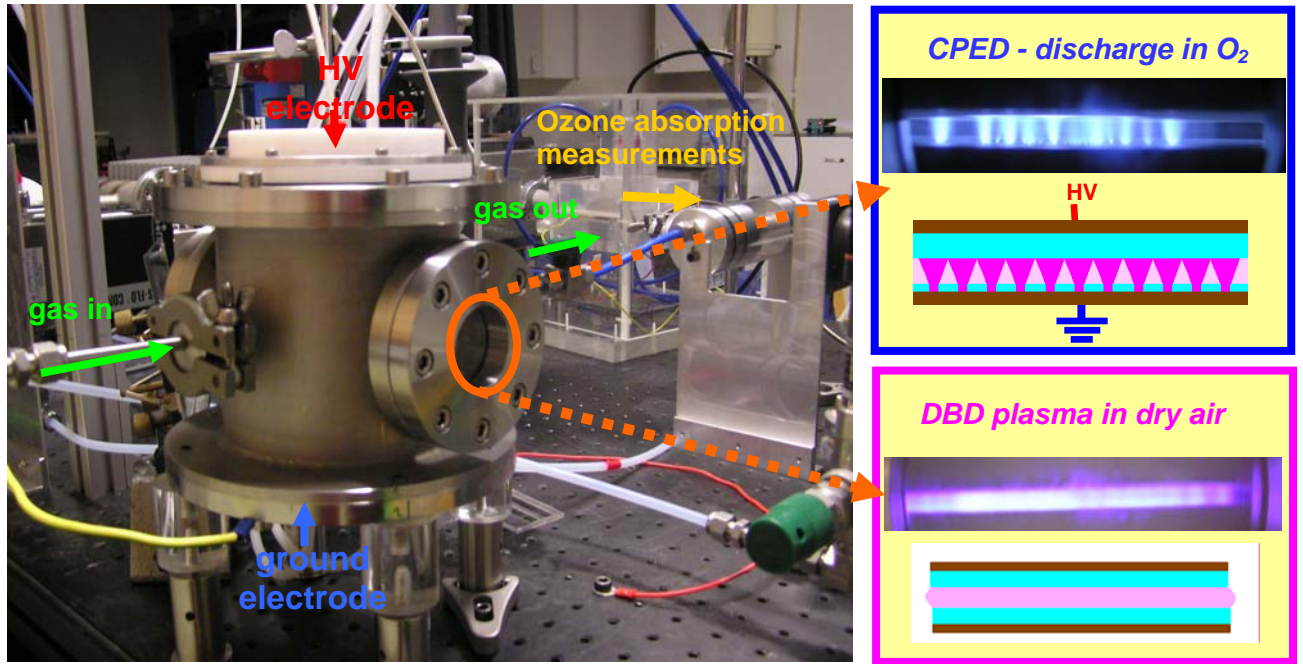 HV
electrode
Ozone absorption
measurements
gas out
gas in
ground
electrode
CPED - discharge in O₂
HV
DBD plasma in dry air